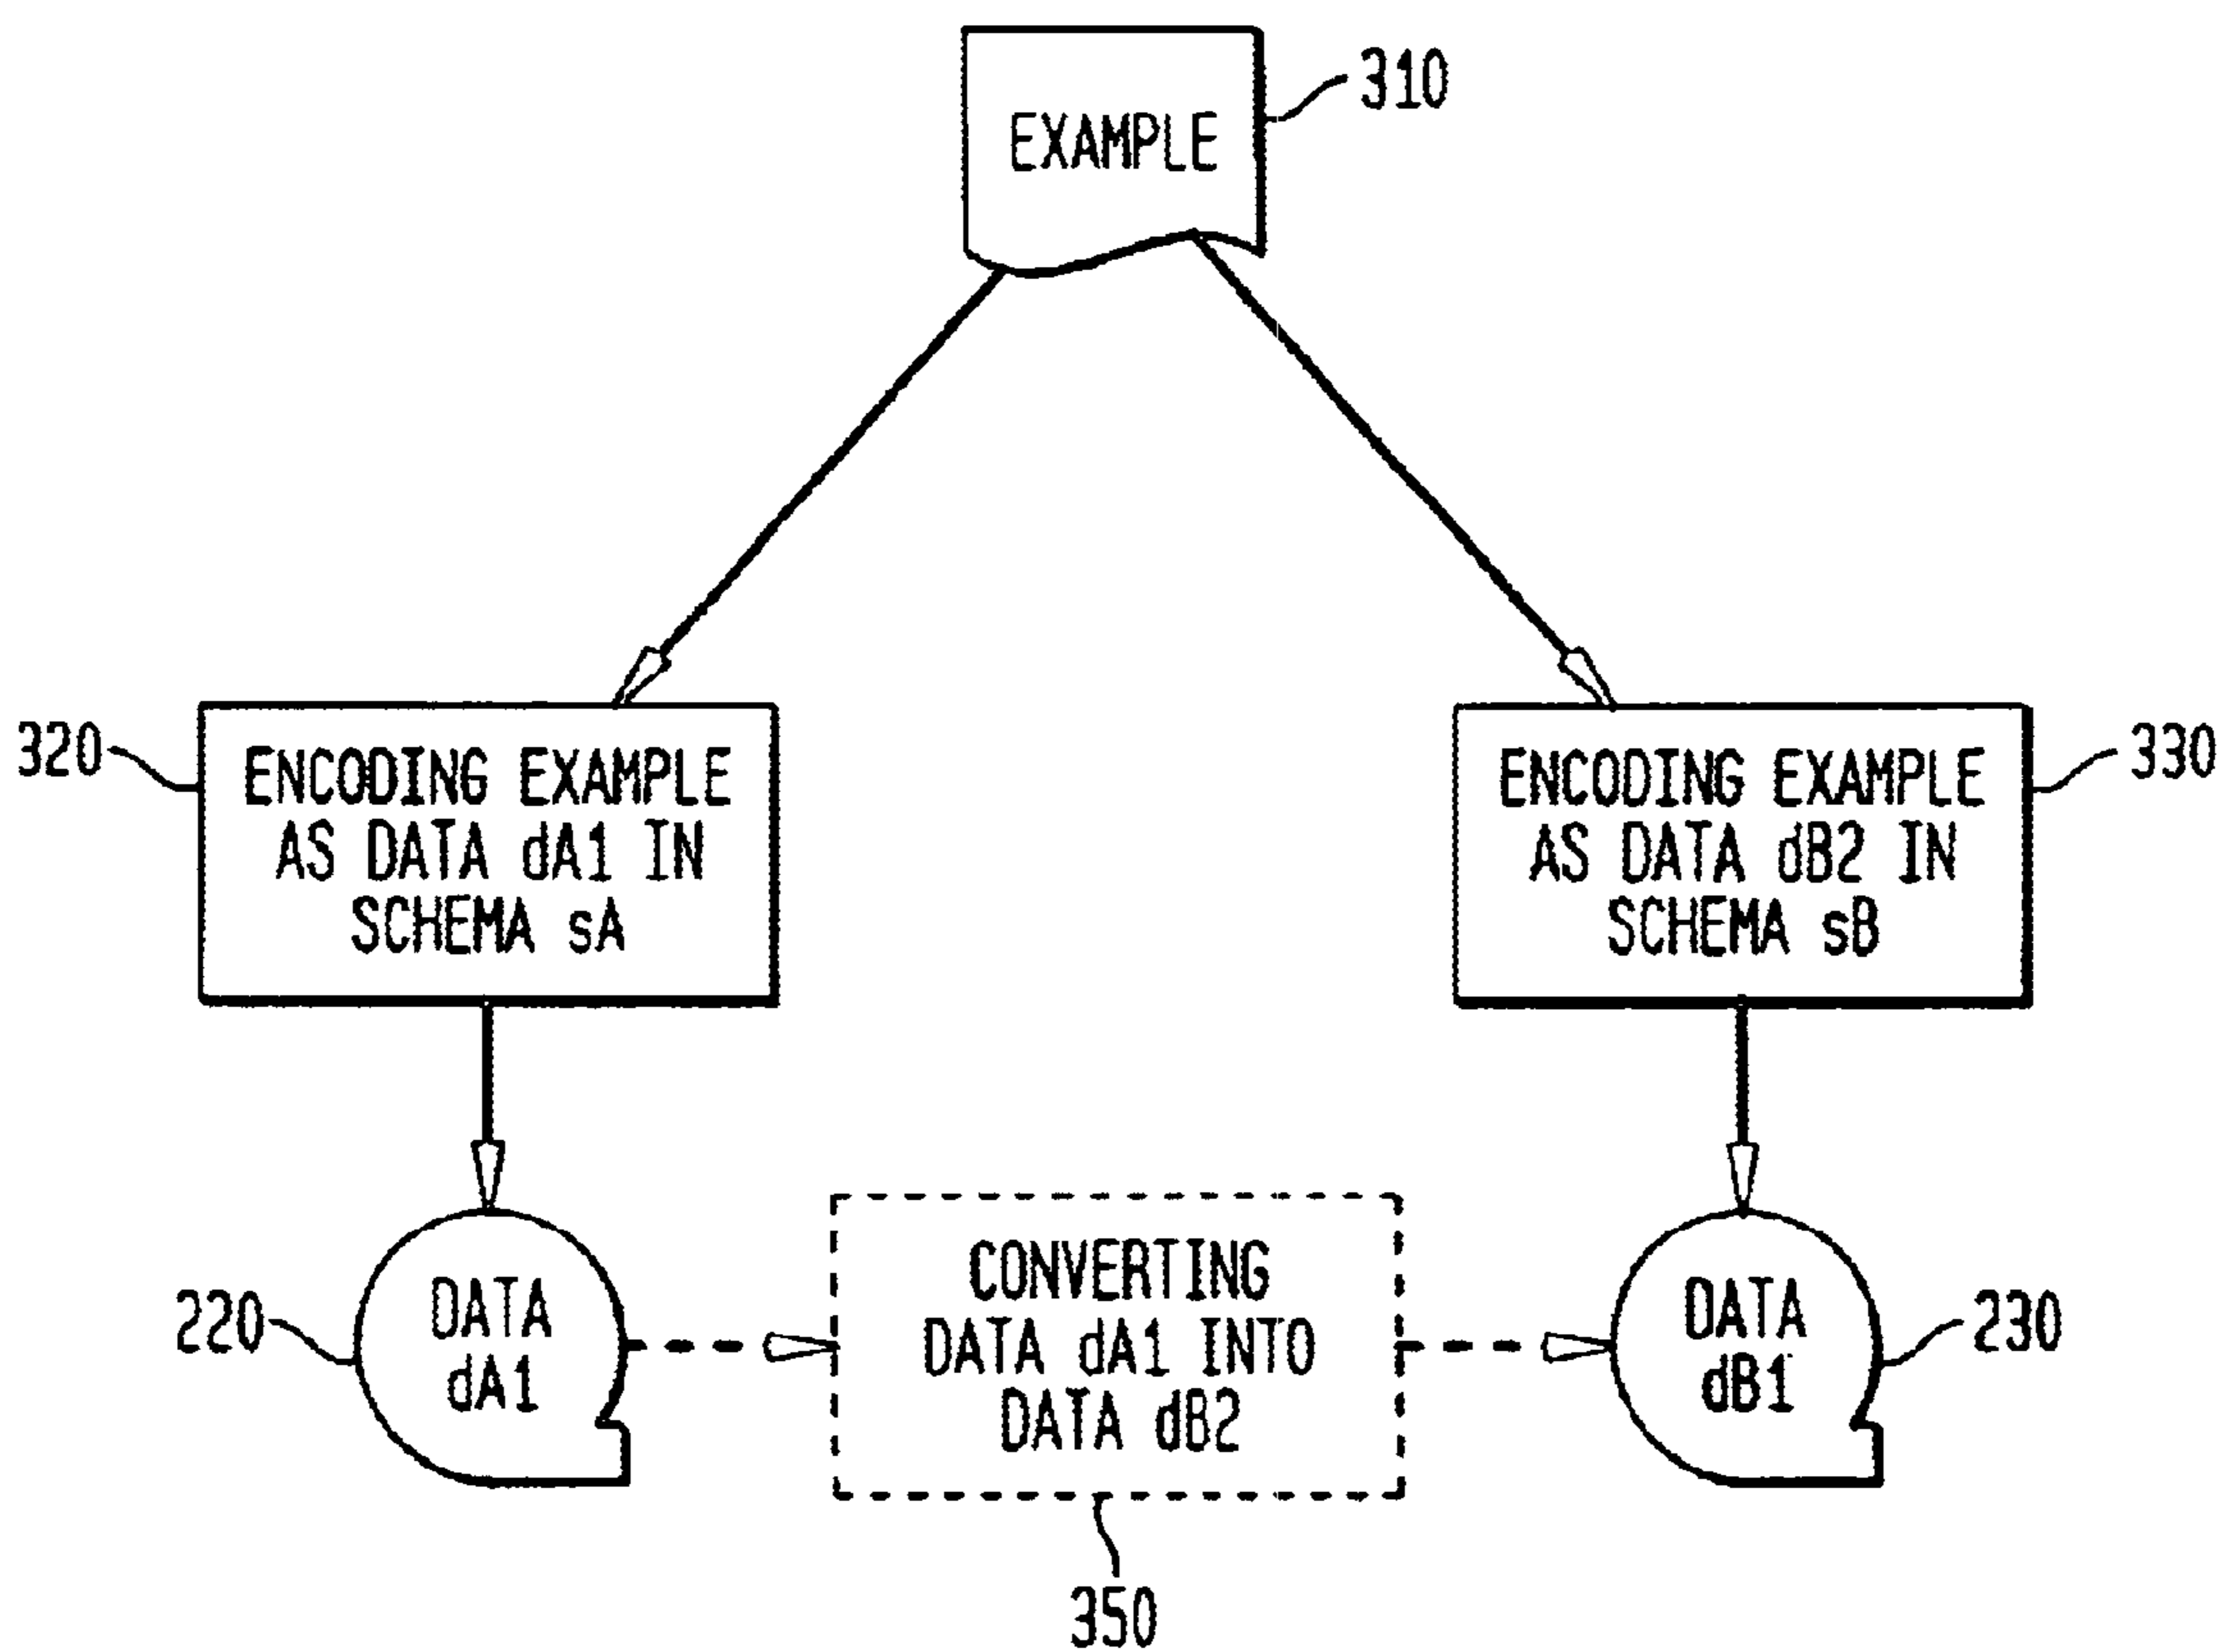 EXAMPLE
310
320
ENCODING EXAMPLE
AS DATA dA1 IN
SCHEMA sA
ENCODING EXAMPLE
AS DATA dB2 IN
SCHEMA sB
330
220
DATA
dA1
CONVERTING
DATA dA1 INTO
DATA dB2
350
DATA
dB1
230